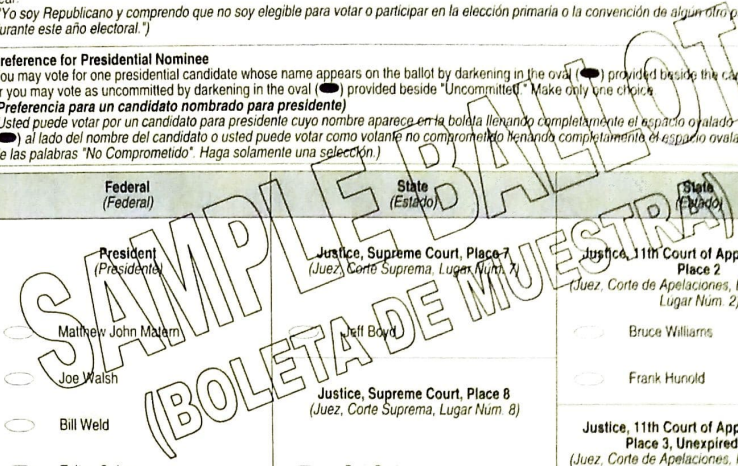 "Yo soy Republicano y comprendo que no soy elegible para votar o participar en la elección primaria o la convención de algún otro
urante este año electoral.")
reference for Presidential Nominee
ou may vote for one presidential candidate whose name appears on the ballot by darkening in the oval ( ) provided beside the
r you may vote as uncommitted by darkening in the oval ( ) provided beside "Uncommitted." Make only one choice
Preferencia para un candidato nombrado para presidente)
Usted puede votar por un candidato para presidente cuyo nombre aparece en la boleta llenando completamente el espacio ovalado
) al lado del nombre del candidato o usted puede votar como votante no comprometido llenando completamente el espacio
e las palabras "No Comprometido". Haga solamente una selección.)
SAMPLE BALLOT
(BOLETA DE MUESTRA)
Federal
(Federal)
President
(Presidente)
Matthew John Matern
Joe Walsh
Bill Weld
State
(Estado)
Justice, Supreme Court, Place 7
(Juez, Corte Suprema, Lugar Núm. 7)
Jeff Boyd
Justice, Supreme Court, Place 8
(Juez, Corte Suprema, Lugar Núm. 8)
State
(Estado)
Justice, 11th Court of App
Place 2
(Juez, Corte de Apelaciones,
Lugar Núm. 2)
Bruce Williams
Frank Hunold
Justice, 11th Court of App
Place 3, Unexpired
(Juez, Corte de Apelaciones,